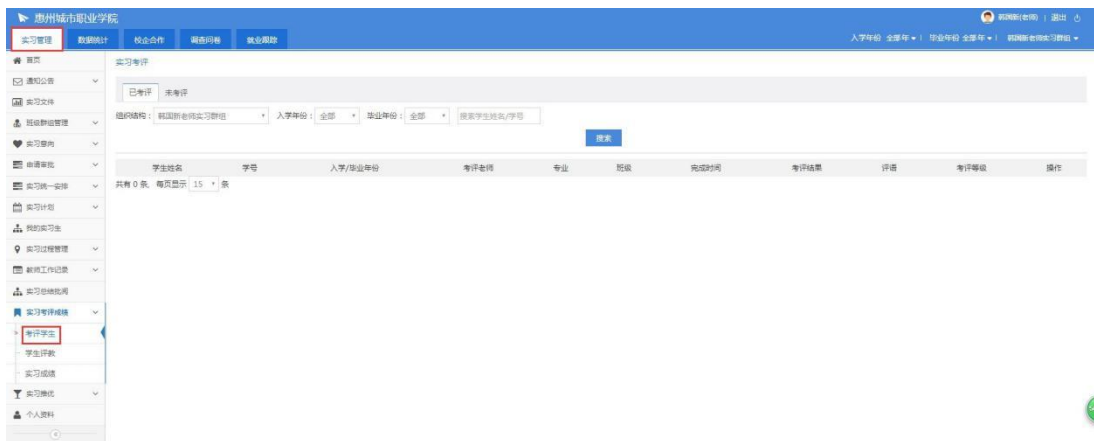 惠州城市职业学院
韩国新(老师) | 退出
实习管理 数据统计 校企合作 调查问卷 就业跟踪
入学年份 全部年 | 毕业年份 全部年 | 韩国新老师实习群组
首页
实习考评
通知公告
已考评 未考评
实习文件
组织结构： 韩国新老师实习群组 入学年份： 全部 毕业年份： 全部 搜索学生姓名/学号
班级群组管理
搜索
实习意向
申请审批
学生姓名 学号 入学/毕业年份 考评老师 专业 班级 完成时间 考评结果 评语 考评等级 操作
实习统一安排
共有 0 条, 每页显示 15 条
实习计划
我的实习生
实习过程管理
教师工作记录
实习总结批阅
实习考评成绩
考评学生
学生评教
实习成绩
实习推优
个人资料